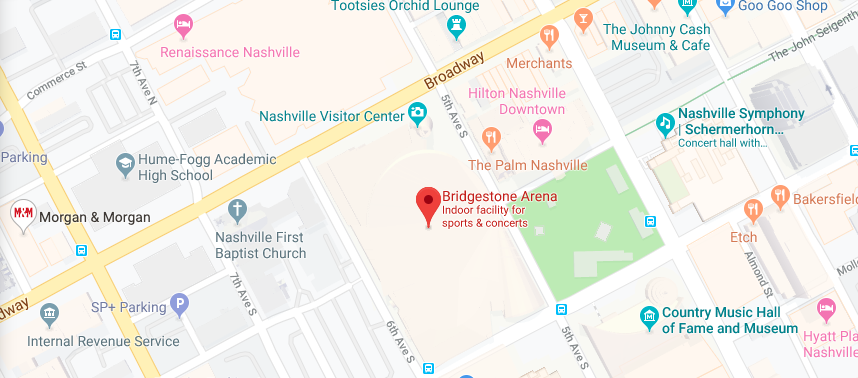 Tootsies Orchid Lounge
Goo Goo Shop
Renaissance Nashville
The Johnny Cash
Museum & Cafe
Merchants
The John Seigenth
Commerce St
7th Ave N
Broadway
Hilton Nashville
Downtown
5th Ave S
Nashville Visitor Center
Nashville Symphony
| Schermerhorn...
Concert hall with...
Parking
Hume-Fogg Academic
High School
The Palm Nashville
M&M
Morgan & Morgan
Bridgestone Arena
Indoor facility for
sports & concerts
Bakersfield
Etch
Nashville First
Baptist Church
7th Ave S
Almond St
Mollo
dway
SP+ Parking
P
Internal Revenue Service
6th Ave S
5th Ave S
Country Music Hall
of Fame and Museum
Hyatt Pla
Nashville